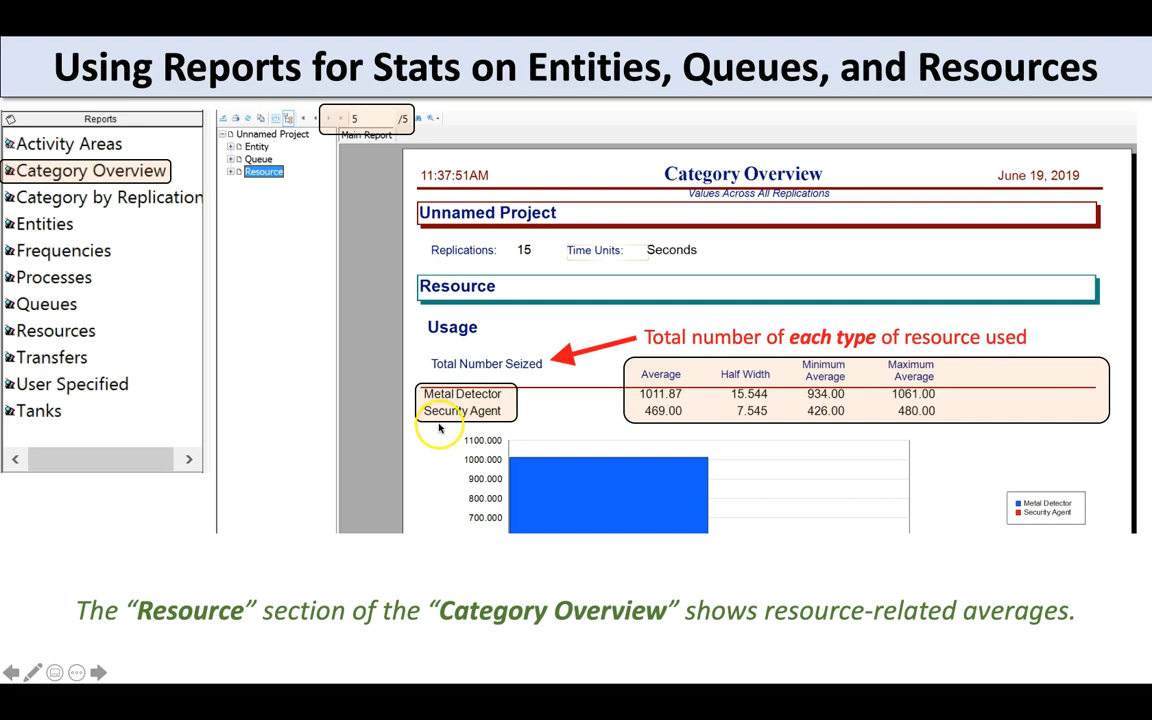 Using Reports for Stats on Entities, Queues, and Resources
Reports
Activity Areas
Category Overview
Category by Replication
Entities
Frequencies
Processes
Queues
Resources
Transfers
User Specified
Tanks
5 /5
Main Report
Unnamed Project
Entity
Queue
Resource
11:37:51AM Category Overview June 19, 2019
Values Across All Replications
Unnamed Project
Replications: 15 Time Units: Seconds
Resource
Usage
Total number of each type of resource used
Total Number Seized Average Half Width Minimum Average Maximum Average
Metal Detector 1011.87 15.544 934.00 1061.00
Security Agent 469.00 7.545 426.00 480.00
1100.000
1000.000
900.000
800.000
700.000
Metal Detector
Security Agent
The “Resource” section of the “Category Overview” shows resource-related averages.